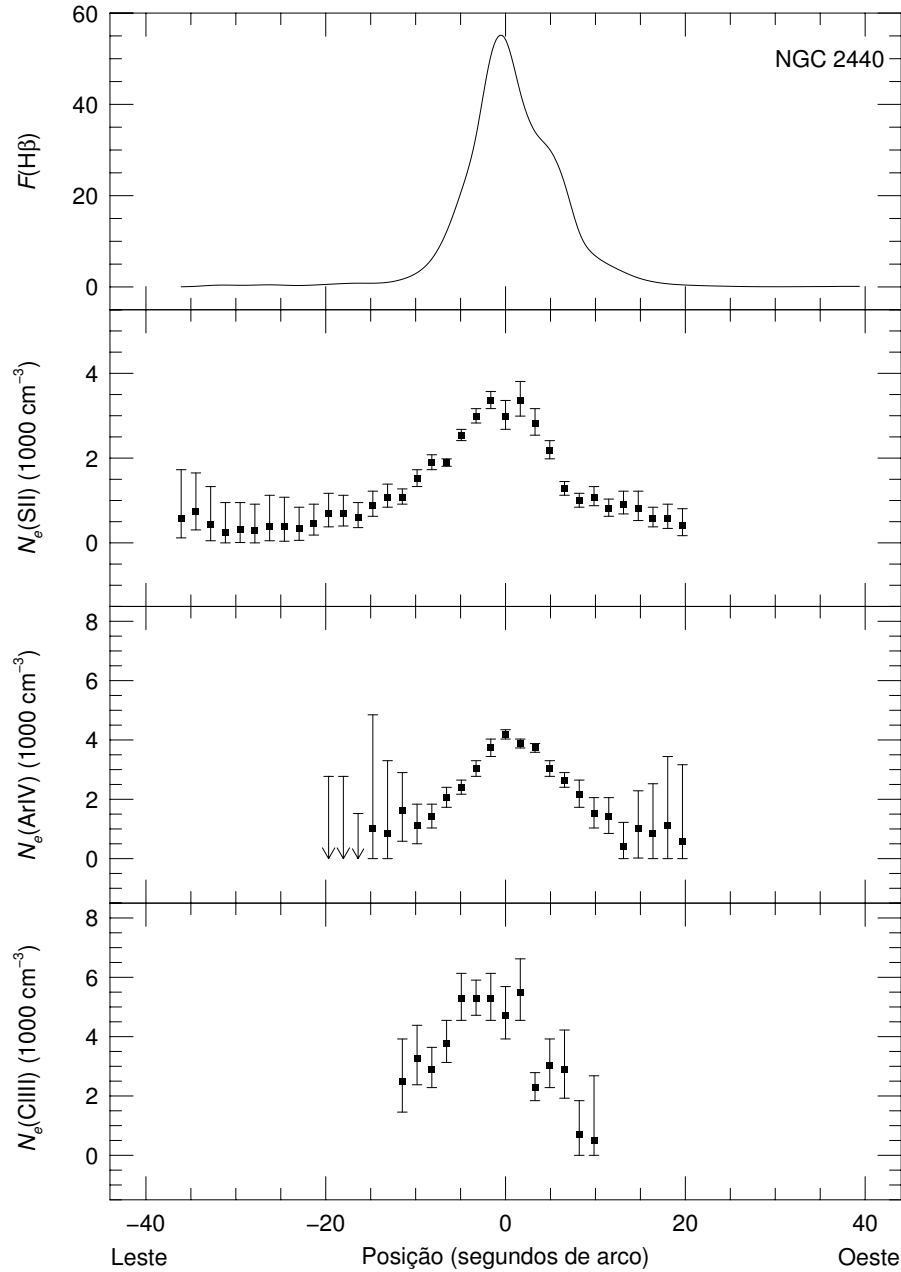 60
40
20
0
F(Hβ)
NGC 2440
4
2
0
Nₑ(SII) (1000 cm⁻³)
8
6
4
2
0
Nₑ(ArIV) (1000 cm⁻³)
8
6
4
2
0
Nₑ(ClIII) (1000 cm⁻³)
−40 −20 0 20 40
Leste Posição (segundos de arco) Oeste